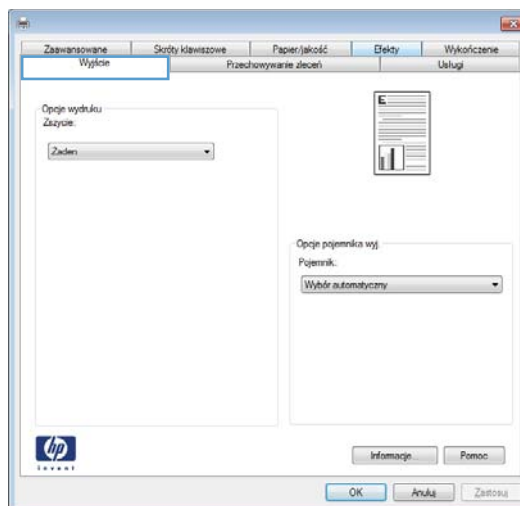 Zaawansowane Skróty klawiszowe Papier/jakość Efekty Wykończenie
Wyjście Przechowywanie zleceń Usługi
Opcje wydruku
Zszycie:
Żaden
E
Opcje pojemnika wyj.
Pojemnik:
Wybór automatyczny
hp
invent
Informacje... Pomoc
OK Anuluj Zastosuj